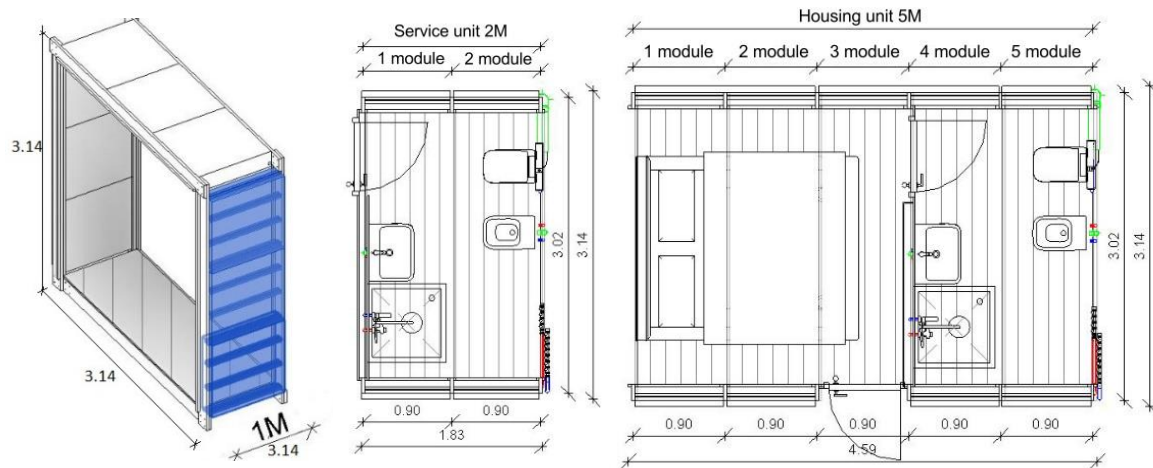 3.14
3.14
1M
3.14
Service unit 2M
1 module
2 module
3.02
3.14
0.90
0.90
1.83
Housing unit 5M
1 module
2 module
3 module
4 module
5 module
3.02
3.14
0.90
0.90
0.90
0.90
0.90
4.59